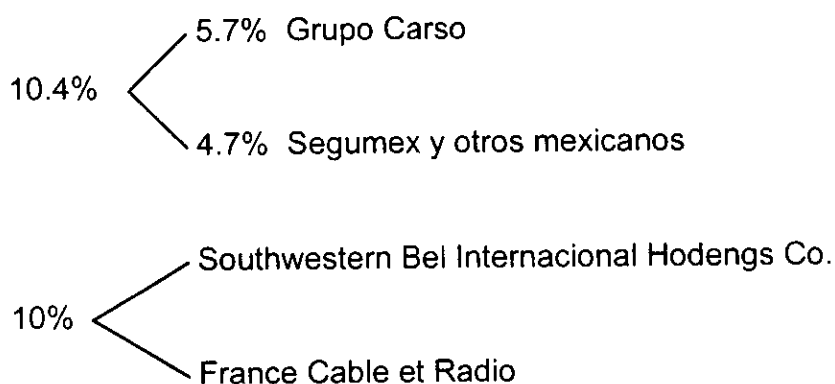 5.7% Grupo Carso
10.4%
4.7% Segumex y otros mexicanos
Southwestern Bel Internacional Hodengs Co.
10%
France Cable et Radio